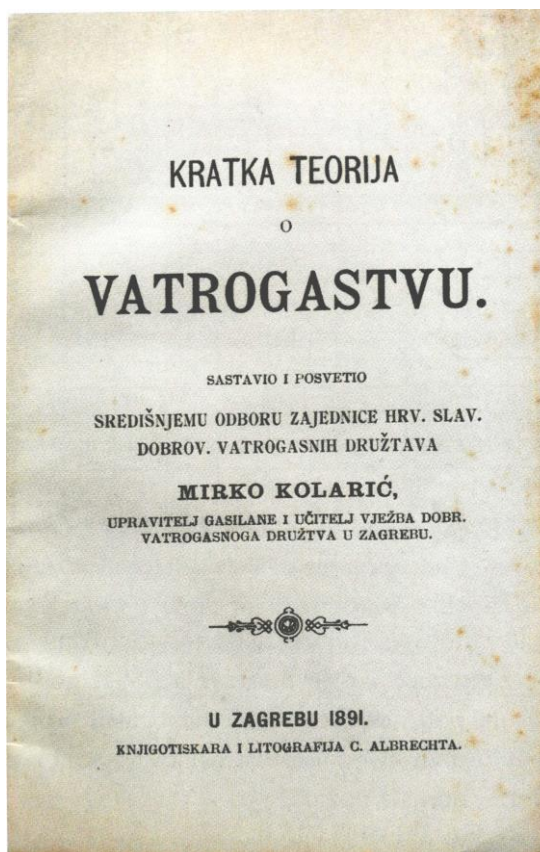 KRATKA TEORIJA
O
VATROGASTVU.
SASTAVIO I POSVETIO
SREDIŠNJEMU ODBORU ZAJEDNICE HRV. SLAV.
DOBROV. VATROGASNIH DRUŽTAVA
MIRKO KOLARIĆ,
UPRAVITELJ GASILANE I UČITELJ VJEŽBA DOBR.
VATROGASNOGA DRUŽTVA U ZAGREBU.
U ZAGREBU 1891.
KNJIGOTISKARA I LITOGRAFIJA C. ALBRECHTA.